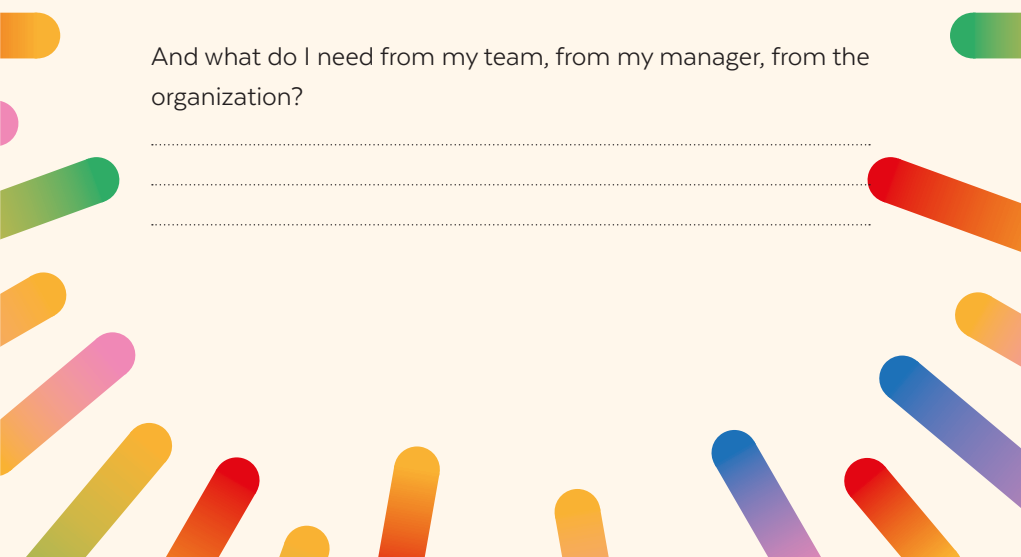 And what do I need from my team, from my manager, from the
organization?